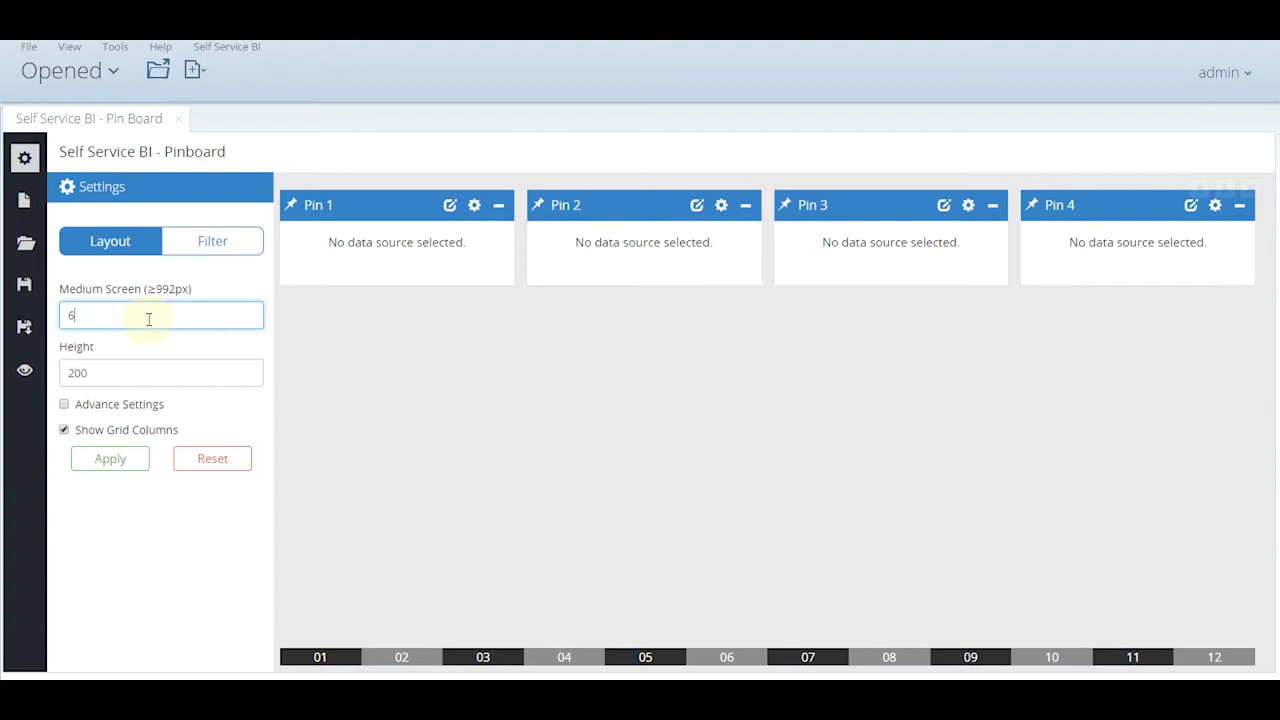 File View Tools Help Self Service BI
Opened
admin
Self Service BI - Pin Board ×
Self Service BI - Pinboard
Settings
Layout Filter
Medium Screen (≥992px)
6
Height
200
Advance Settings
Show Grid Columns
Apply Reset
Pin 1 Pin 2 Pin 3 Pin 4
No data source selected. No data source selected. No data source selected. No data source selected.
01 02 03 04 05 06 07 08 09 10 11 12